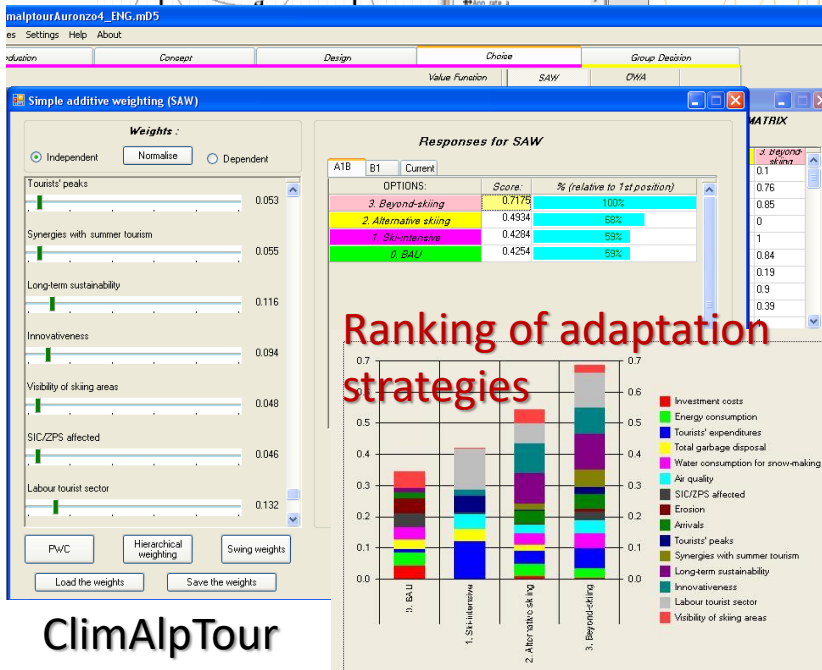 malptourAuronzo4_ENG.mD5
es Settings Help About
oduction Concept Design Choice Group Decision
Value Function SAW OWA
Simple additive weighting (SAW)
MATRIX
3. Beyond-skiing
0.1
0.76
0.85
0
1
0.84
0.19
0.9
0.39
Weights :
Independent Normalise Dependent
Tourists' peaks
0.053
Synergies with summer tourism
0.055
Long-term sustainability
0.116
Innovativeness
0.094
Visibility of skiing areas
0.048
SIC/ZPS affected
0.046
Labour tourist sector
0.132
PWC Hierarchical weighting Swing weights
Load the weights Save the weights
Responses for SAW
A1B B1 Current
OPTIONS: Score: % (relative to 1st position)
3. Beyond-skiing 0.7175 100%
2. Alternative skiing 0.4934 68%
1. Ski-intensive 0.4284 59%
0. BAU 0.4254 59%
Ranking of adaptation
strategies
0.7 0.7
0.6 0.6
0.5 0.5
0.4 0.4
0.3 0.3
0.2 0.2
0.1 0.1
0.0 0.0
0. BAU
1. Ski-intensive
2. Alternative skiing
3. Beyond-skiing
Investment costs
Energy consumption
Tourists' expenditures
Total garbage disposal
Water consumption for snow-making
Air quality
SIC/ZPS affected
Erosion
Arrivals
Tourists' peaks
Synergies with summer tourism
Long-term sustainability
Innovativeness
Labour tourist sector
Visibility of skiing areas
ClimAlpTour